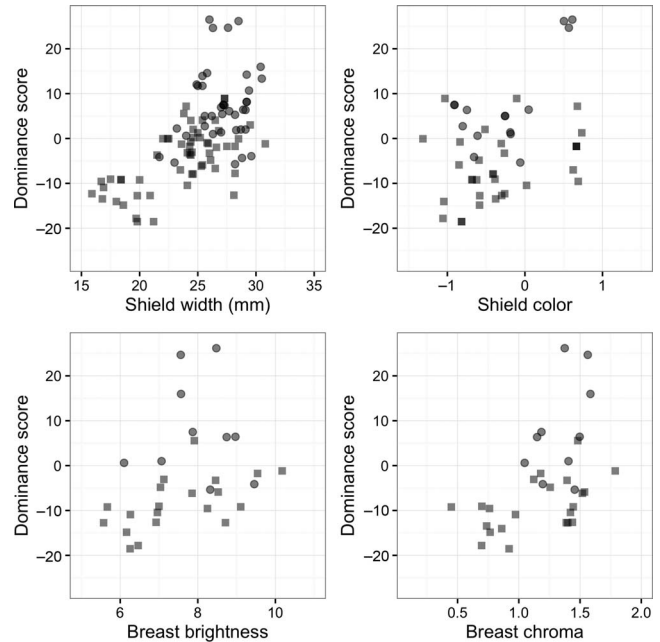 Dominance score
20
10
0
–10
–20
15 20 25 30 35
Shield width (mm)
Dominance score
20
10
0
–10
–20
–1 0 1
Shield color
Dominance score
20
10
0
–10
–20
6 8 10
Breast brightness
Dominance score
20
10
0
–10
–20
0.5 1.0 1.5 2.0
Breast chroma